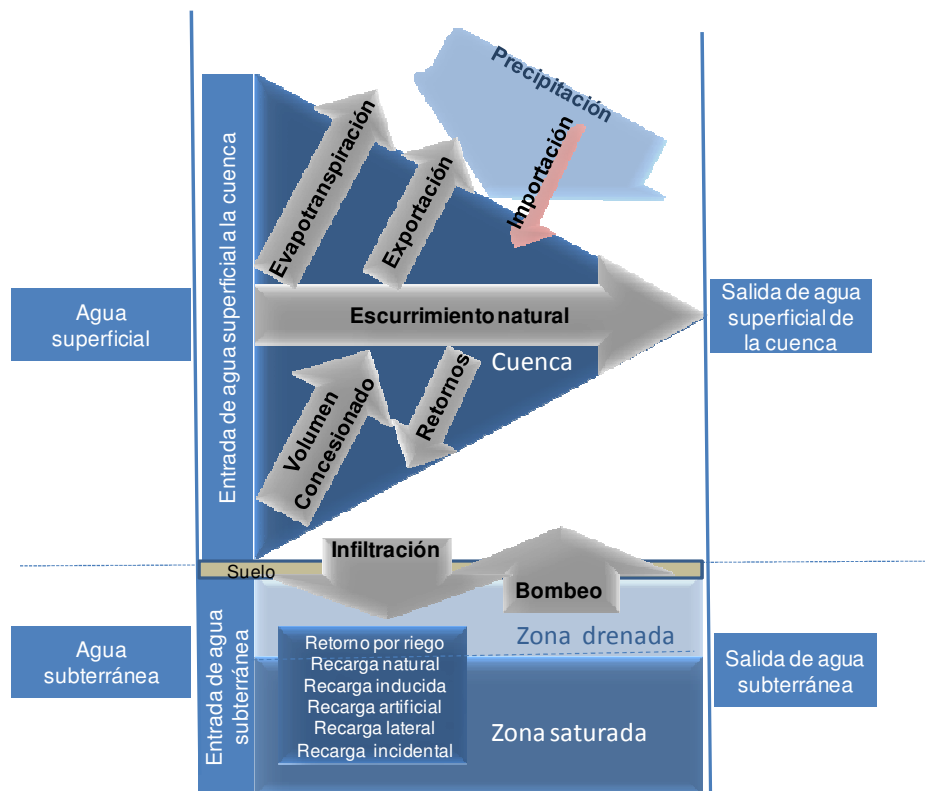 Precipitación
Importación
Evapotranspiración
Exportación
Entrada de agua superficial a la cuenca
Agua
superficial
Escurrimiento natural
Salida de agua
superficial de
la cuenca
Cuenca
Volumen
Concesionado
Retornos
Infiltración
Suelo
Bombeo
Entrada de agua
subterránea
Agua
subterránea
Retorno por riego
Recarga natural
Recarga inducida
Recarga artificial
Recarga lateral
Recarga incidental
Zona drenada
Zona saturada
Salida de agua
subterránea